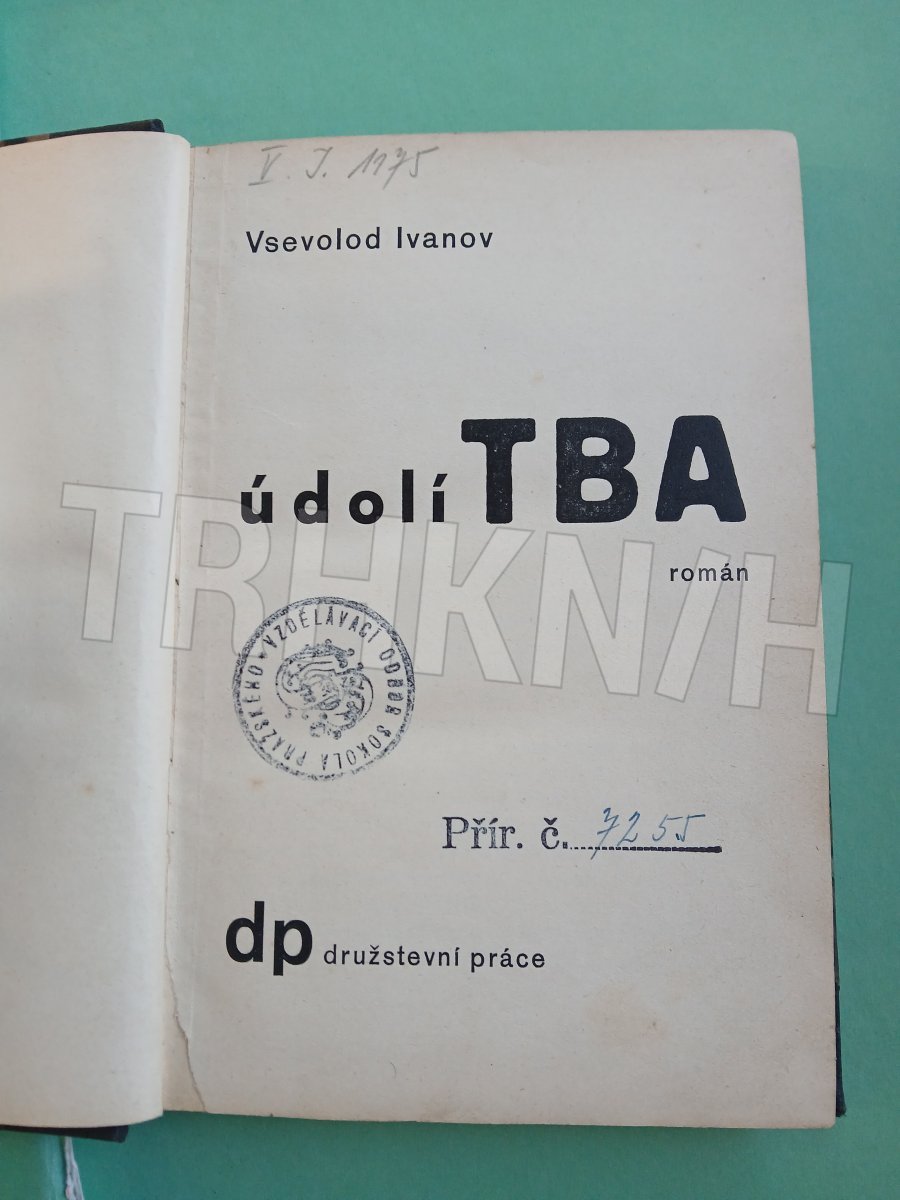 V. J. 1175
Vsevolod Ivanov
údolí TBA
román
TRHKNIH
VZDĚLÁVACÍ ODBOR SOKOLA PRAŽSKÉHO
Přír. č. 7255
dp družstevní práce